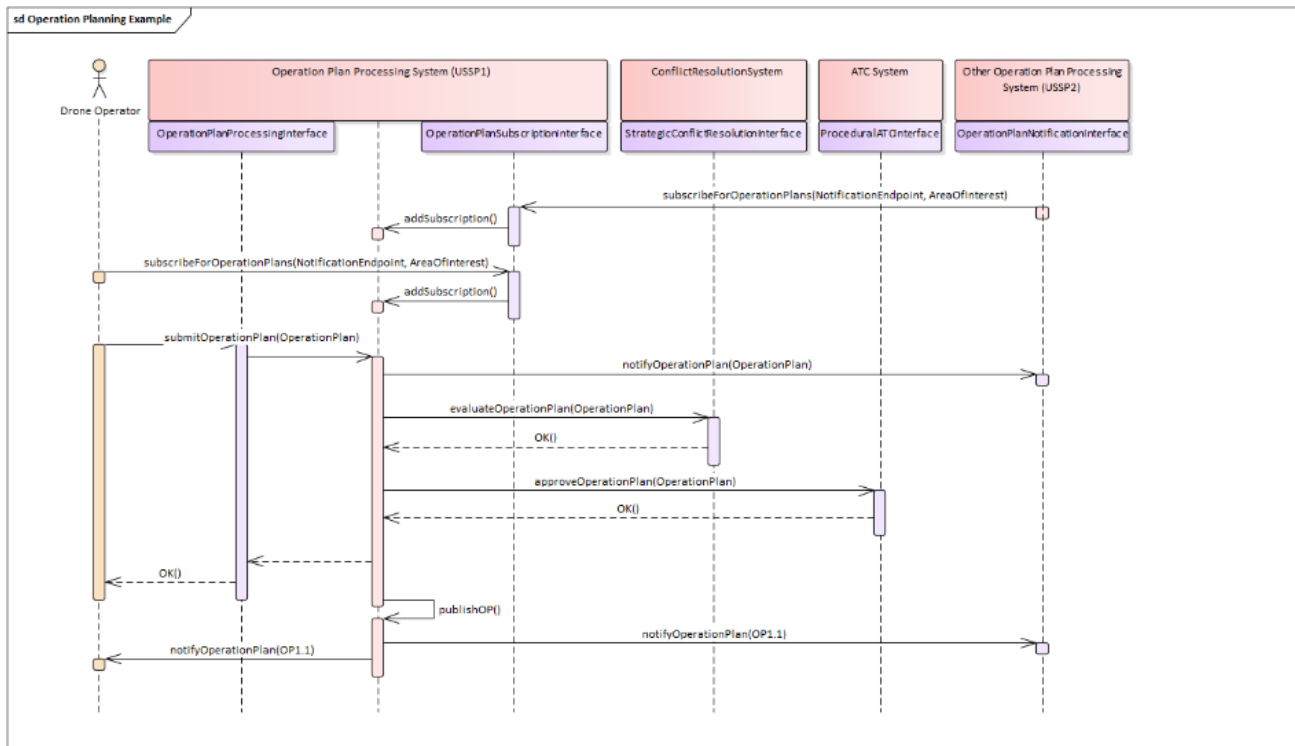 sd Operation Planning Example
Drone Operator
Operation Plan Processing System (USSP1)
ConflictResolutionSystem
ATC System
Other Operation Plan Processing
System (USSP2)
OperationPlanProcessingInterface
OperationPlanSubscriptionInterface
StrategicConflictResolutionInterface
ProceduralATCInterface
OperationPlanNotificationInterface
subscribeForOperationPlans(NotificationEndpoint, AreaOfInterest)
addSubscription()
subscribeForOperationPlans(NotificationEndpoint, AreaOfInterest)
addSubscription()
submitOperationPlan(OperationPlan)
notifyOperationPlan(OperationPlan)
evaluateOperationPlan(OperationPlan)
OK()
approveOperationPlan(OperationPlan)
OK()
OK()
publishOP()
notifyOperationPlan(OP1.1)
notifyOperationPlan(OP1.1)